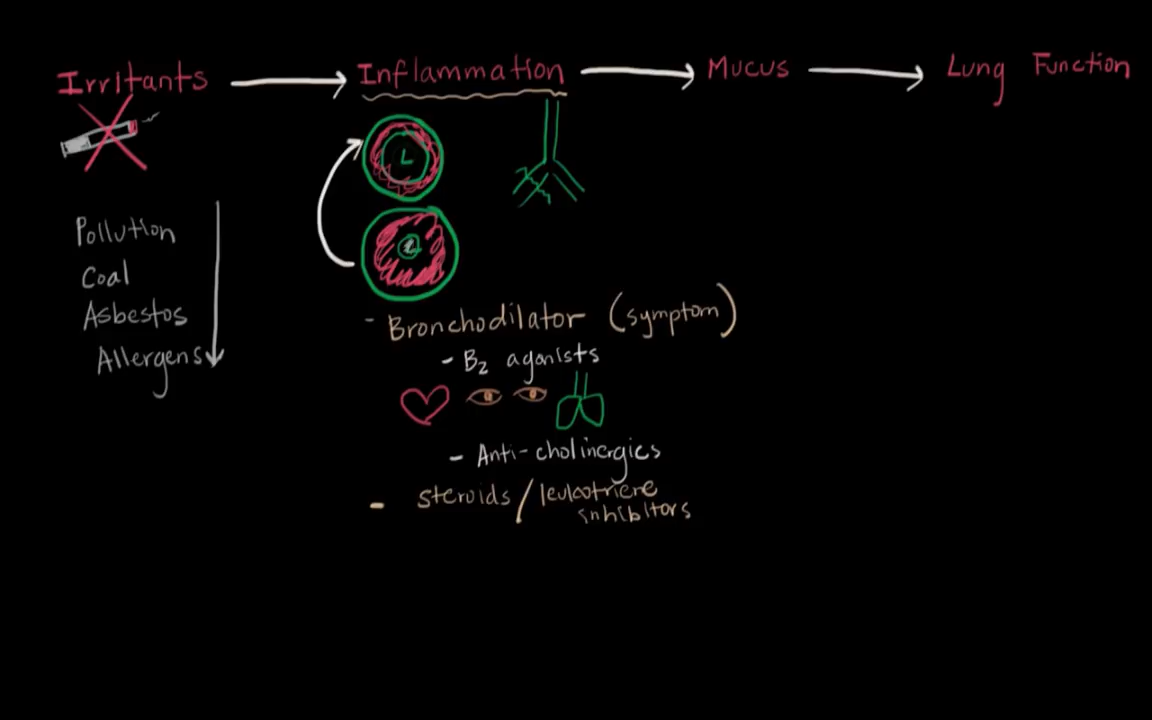 Irritants → Inflammation → Mucus → Lung Function
L
L
Pollution
Coal
Asbestos
Allergens
- Bronchodilator (symptom)
- B2 agonists
- Anti-cholinergics
- steroids/leukotriene
inhibitors